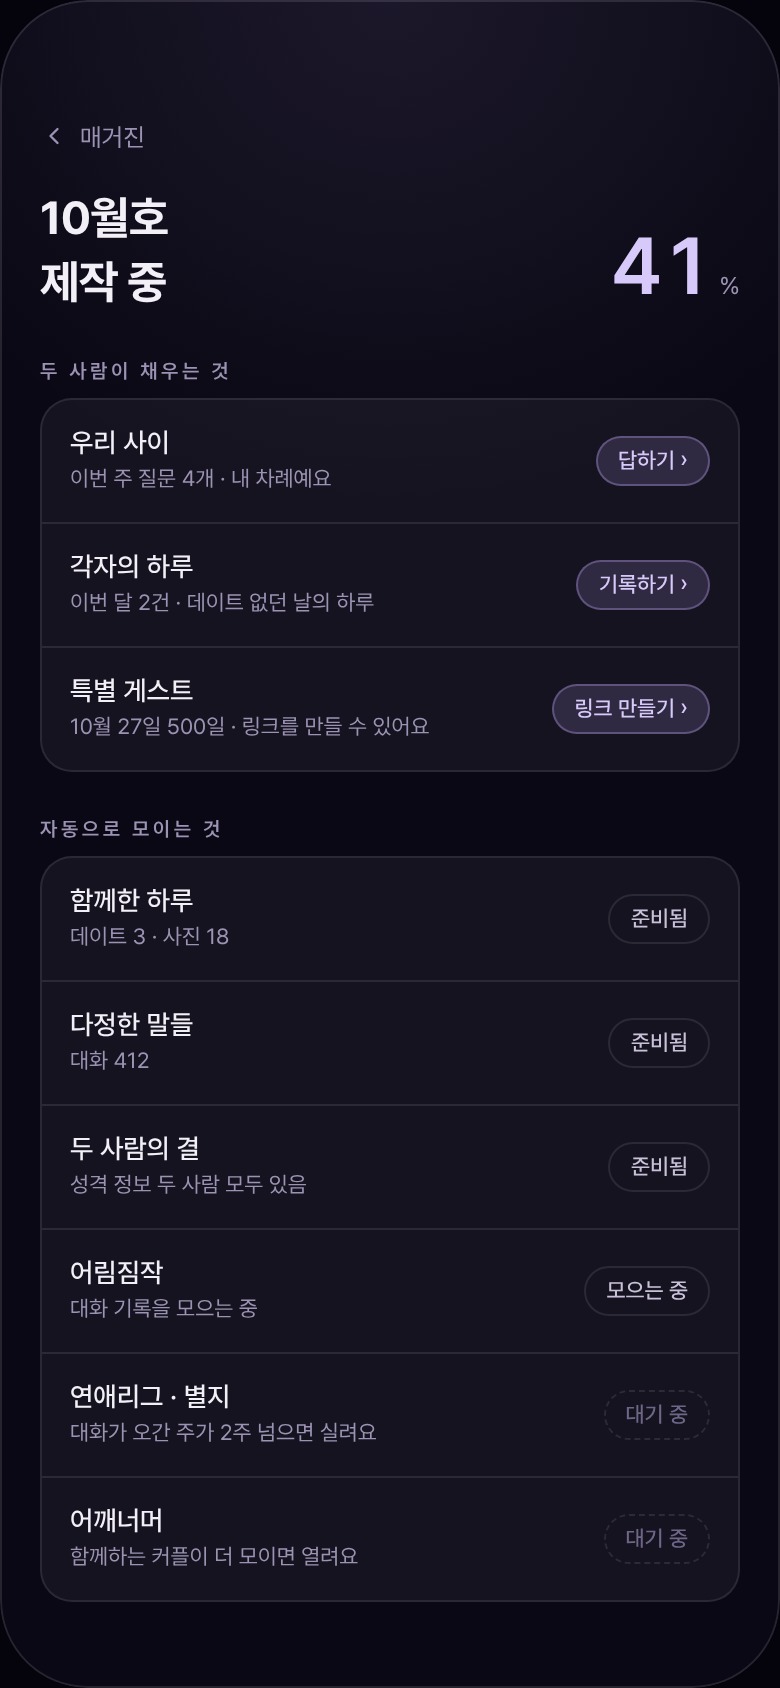 매거진
10월호
제작 중
41 %
두 사람이 채우는 것
우리 사이
이번 주 질문 4개 · 내 차례예요
답하기 ›
각자의 하루
이번 달 2건 · 데이트 없던 날의 하루
기록하기 ›
특별 게스트
10월 27일 500일 · 링크를 만들 수 있어요
링크 만들기 ›
자동으로 모이는 것
함께한 하루
데이트 3 · 사진 18
준비됨
다정한 말들
대화 412
준비됨
두 사람의 결
성격 정보 두 사람 모두 있음
준비됨
어림짐작
대화 기록을 모으는 중
모으는 중
연애리그 · 별지
대화가 오간 주가 2주 넘으면 실려요
대기 중
어깨너머
함께하는 커플이 더 모이면 열려요
대기 중